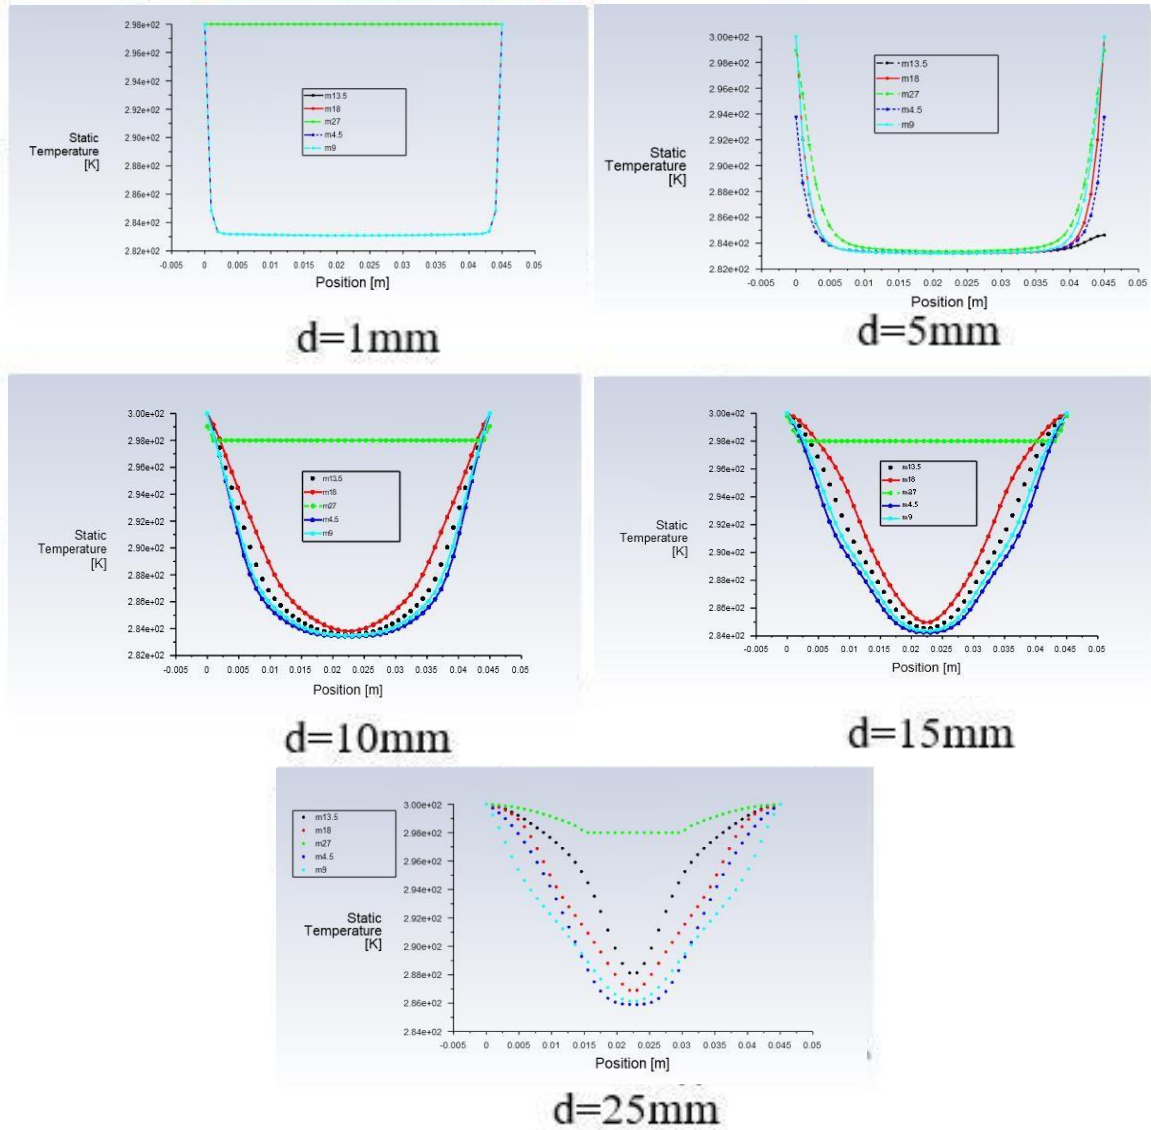 2.98e+02
2.96e+02
2.94e+02
2.92e+02
2.90e+02
2.88e+02
2.86e+02
2.84e+02
2.82e+02
Static
Temperature
[K]
m13.5
m18
m27
m4.5
m9
-0.005 0 0.005 0.01 0.015 0.02 0.025 0.03 0.035 0.04 0.045 0.05
Position [m]
d=1mm
3.00e+02
2.98e+02
2.96e+02
2.94e+02
2.92e+02
2.90e+02
2.88e+02
2.86e+02
2.84e+02
2.82e+02
Static
Temperature
[K]
m13.5
m18
m27
m4.5
m9
-0.005 0 0.005 0.01 0.015 0.02 0.025 0.03 0.035 0.04 0.045 0.05
Position [m]
d=5mm
3.00e+02
2.98e+02
2.96e+02
2.94e+02
2.92e+02
2.90e+02
2.88e+02
2.86e+02
2.84e+02
2.82e+02
Static
Temperature
[K]
m13.5
m18
m27
m4.5
m9
-0.005 0 0.005 0.01 0.015 0.02 0.025 0.03 0.035 0.04 0.045 0.05
Position [m]
d=10mm
3.00e+02
2.98e+02
2.96e+02
2.94e+02
2.92e+02
2.90e+02
2.88e+02
2.86e+02
2.84e+02
Static
Temperature
[K]
m13.5
m18
m27
m4.5
m9
-0.005 0 0.005 0.01 0.015 0.02 0.025 0.03 0.035 0.04 0.045 0.05
Position [m]
d=15mm
m13.5
m18
m27
m4.5
m9
3.00e+02
2.98e+02
2.96e+02
2.94e+02
2.92e+02
2.90e+02
2.88e+02
2.86e+02
2.84e+02
Static
Temperature
[K]
-0.005 0 0.005 0.01 0.015 0.02 0.025 0.03 0.035 0.04 0.045 0.05
Position [m]
d=25mm